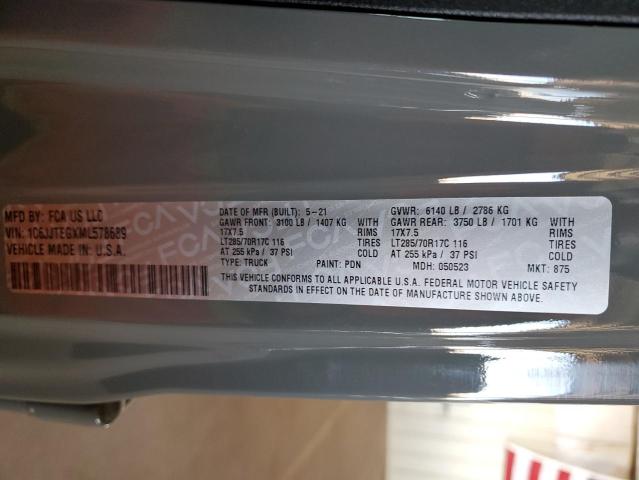 MFD BY: FCA US LLC
VIN: 1C6JJTEGXML578689
VEHICLE MADE IN U.S.A.
DATE OF MFR (BUILT): 5-21
GAWR FRONT: 3100 LB / 1407 KG WITH
17X7.5 RIMS
LT285/70R17C 116 TIRES
AT 255 kPa / 37 PSI COLD
TYPE: TRUCK PAINT: PDN
GVWR: 6140 LB / 2786 KG
GAWR REAR: 3750 LB / 1701 KG WITH
17X7.5 RIMS
LT285/70R17C 116 TIRES
AT 255 kPa / 37 PSI COLD
MDH: 050523 MKT: 875
THIS VEHICLE CONFORMS TO ALL APPLICABLE U.S.A. FEDERAL MOTOR VEHICLE SAFETY
STANDARDS IN EFFECT ON THE DATE OF MANUFACTURE SHOWN ABOVE.